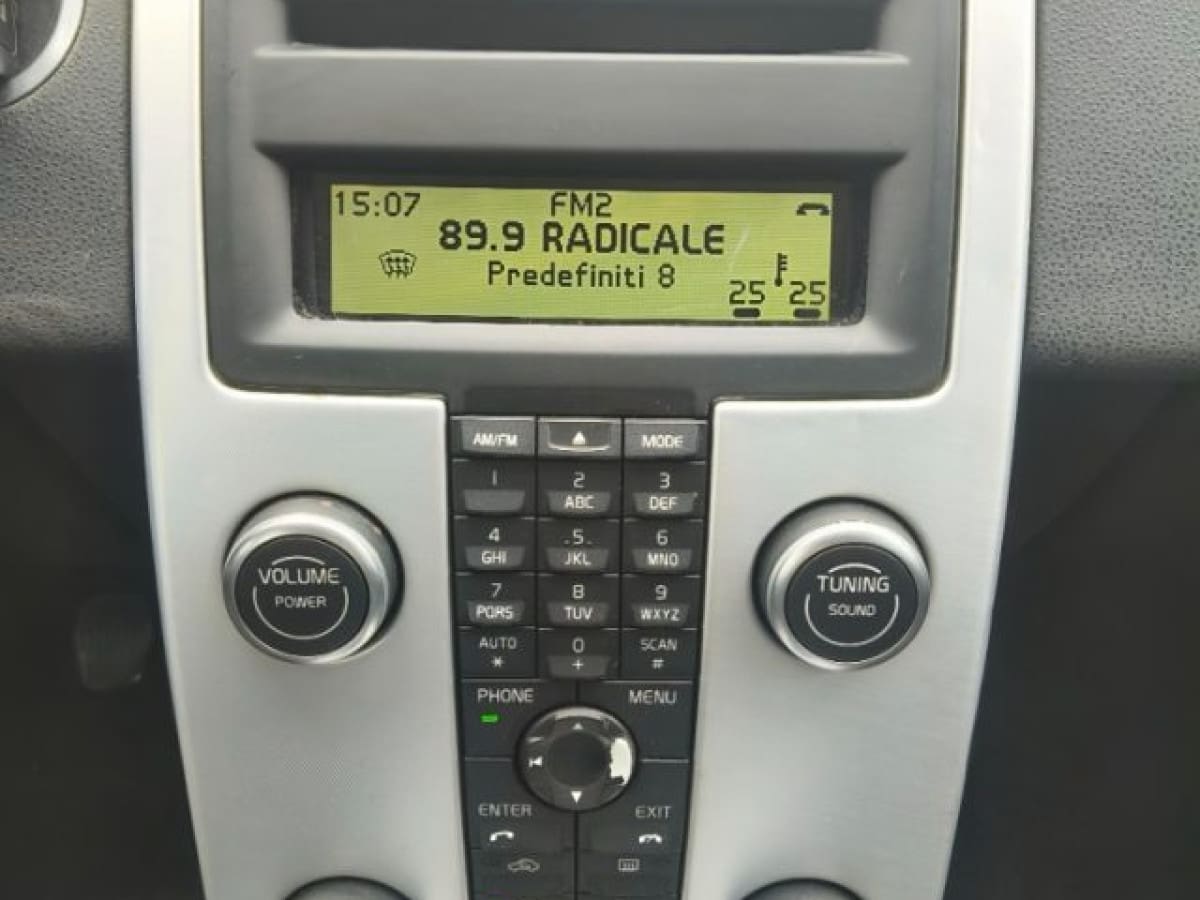 15:07 FM2
89.9 RADICALE
Predefiniti 8
25 25
AM/FM MODE
1 2 3
ABC DEF
4 .5. 6
GHI JKL MNO
7 8 9
PQRS TUV WXYZ
AUTO 0 SCAN
* + #
PHONE MENU
VOLUME
POWER
TUNING
SOUND
ENTER EXIT